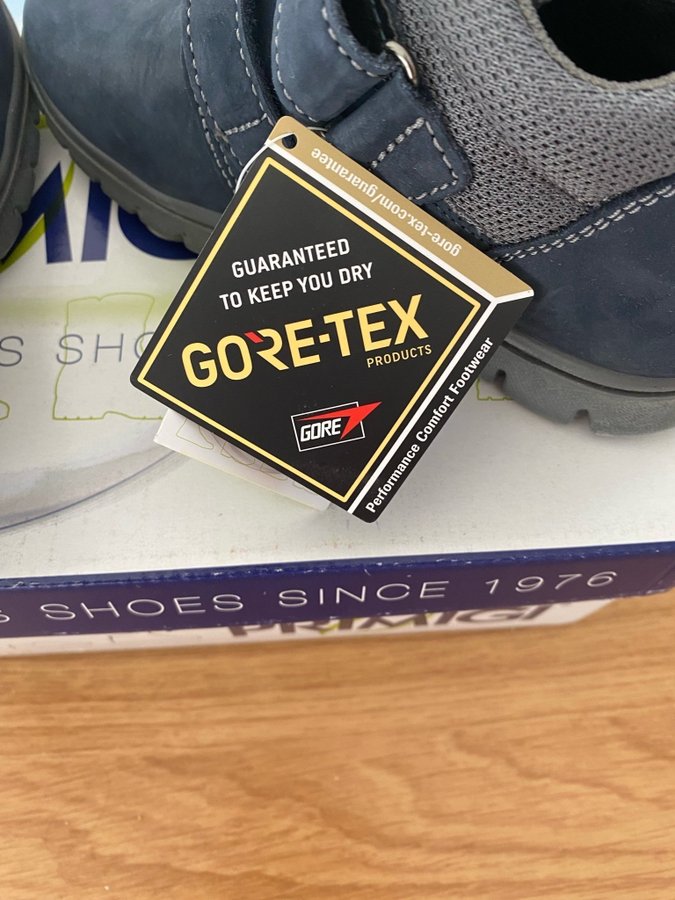 gore-tex.com/guarantee
GUARANTEED
TO KEEP YOU DRY
GORE-TEX
PRODUCTS
GORE
Performance Comfort Footwear
SHOES SINCE 1976
PRIMIGI